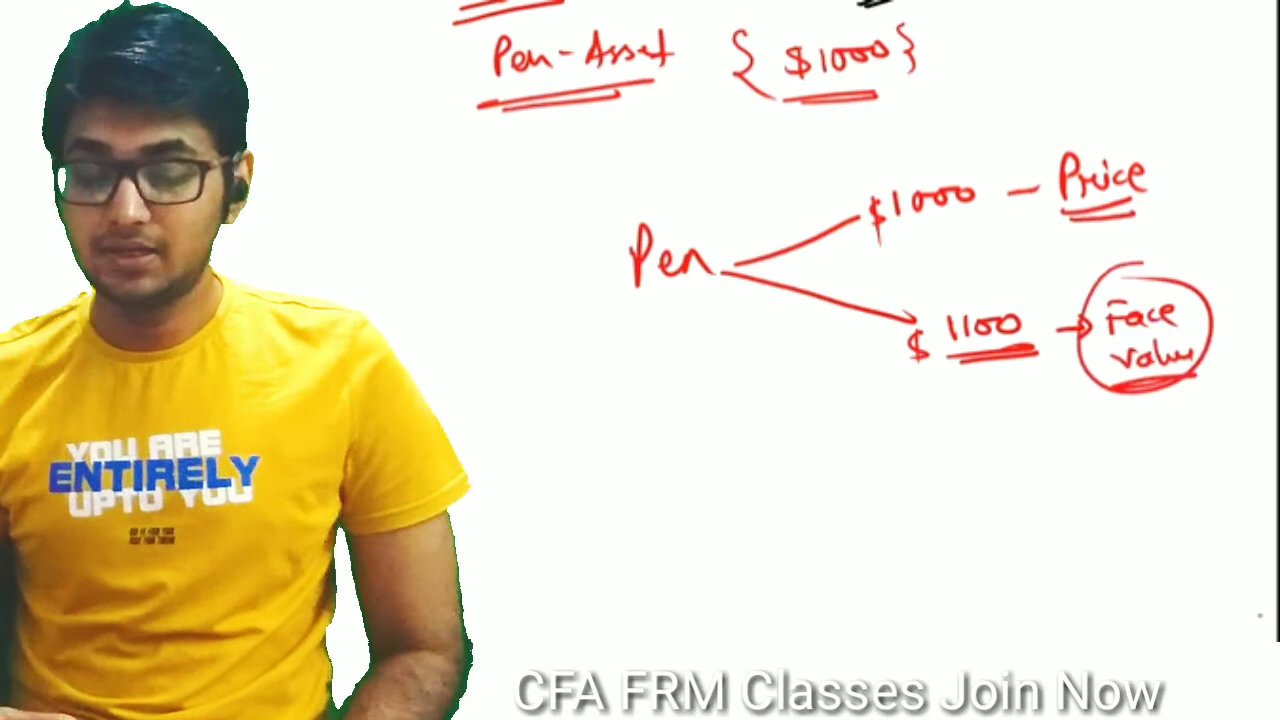 Pen - Asset { $1000 }
Pen
$1000 - Price
$ 1100 → Face
value
YOU ARE
ENTIRELY
UPTO YOU
CFA FRM Classes Join Now